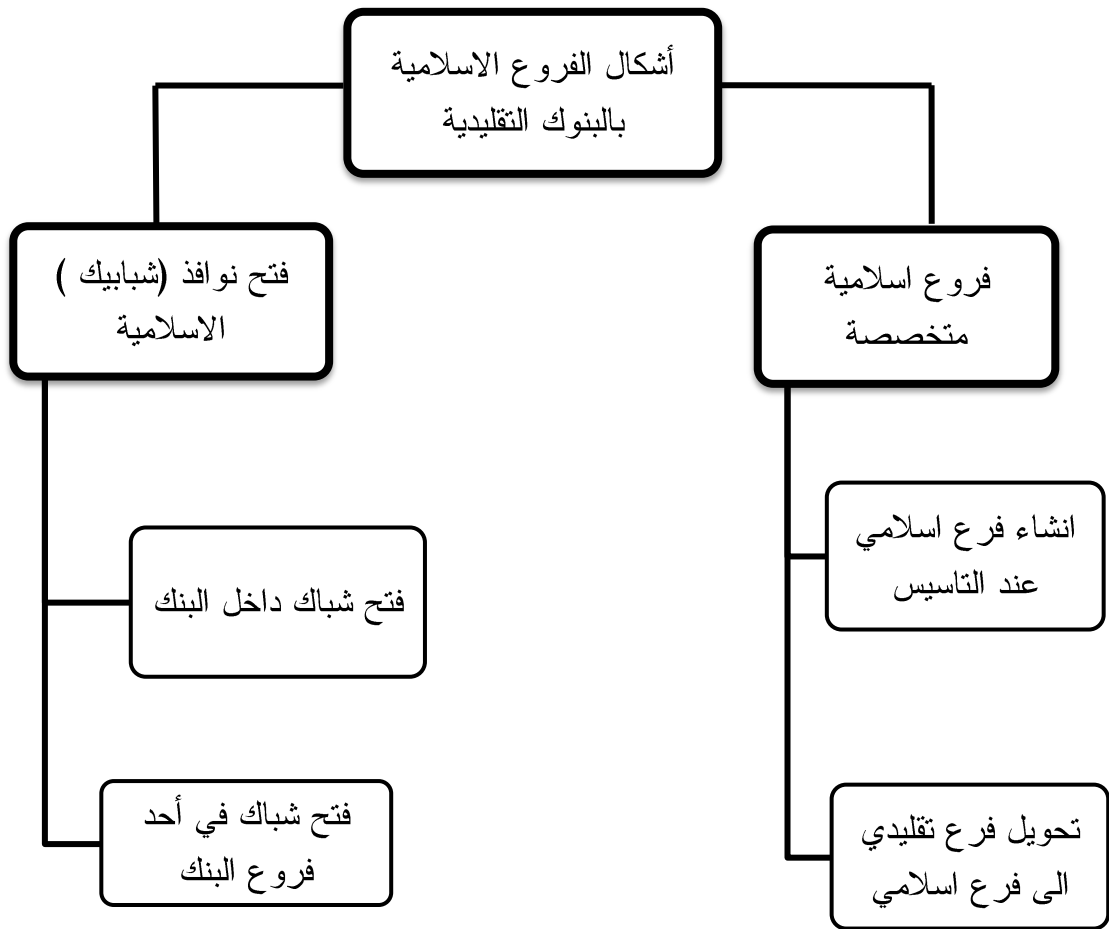 أشكال الفروع الاسلامية
بالبنوك التقليدية
فروع اسلامية
متخصصة
انشاء فرع اسلامي
عند التاسيس
تحويل فرع تقليدي
الى فرع اسلامي
فتح نوافذ (شبابيك )
الاسلامية
فتح شباك داخل البنك
فتح شباك في أحد
فروع البنك